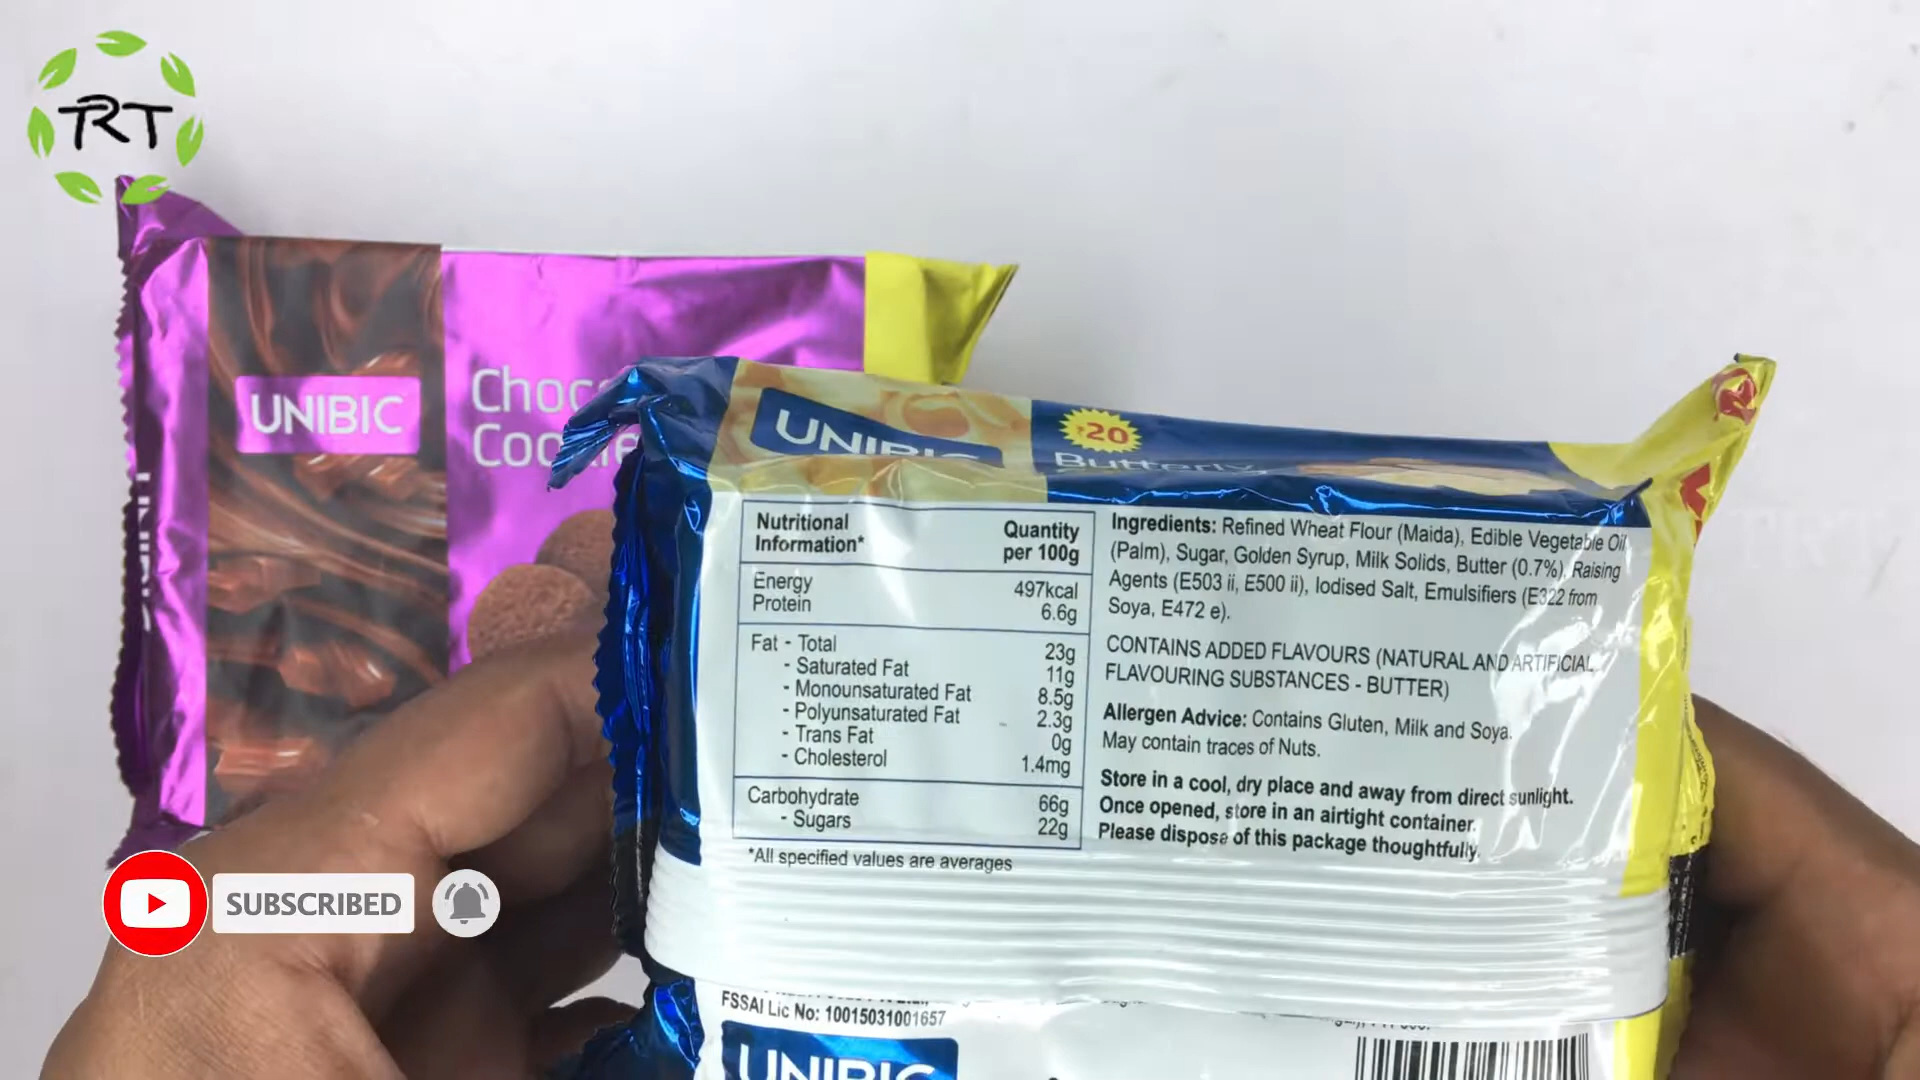 TRT
UNIBIC
UNIBIC
₹20
Nutritional
Information*
Quantity
per 100g
Energy 497kcal
Protein 6.6g
Fat - Total 23g
- Saturated Fat 11g
- Monounsaturated Fat 8.5g
- Polyunsaturated Fat 2.3g
- Trans Fat 0g
- Cholesterol 1.4mg
Carbohydrate 66g
- Sugars 22g
*All specified values are averages
Ingredients: Refined Wheat Flour (Maida), Edible Vegetable Oil
(Palm), Sugar, Golden Syrup, Milk Solids, Butter (0.7%), Raising
Agents (E503 ii, E500 ii), Iodised Salt, Emulsifiers (E322 from
Soya, E472 e).
CONTAINS ADDED FLAVOURS (NATURAL AND ARTIFICIAL
FLAVOURING SUBSTANCES - BUTTER)
Allergen Advice: Contains Gluten, Milk and Soya.
May contain traces of Nuts.
Store in a cool, dry place and away from direct sunlight.
Once opened, store in an airtight container.
Please dispose of this package thoughtfully.
SUBSCRIBED
FSSAI Lic No: 10015031001657
UNIBIC